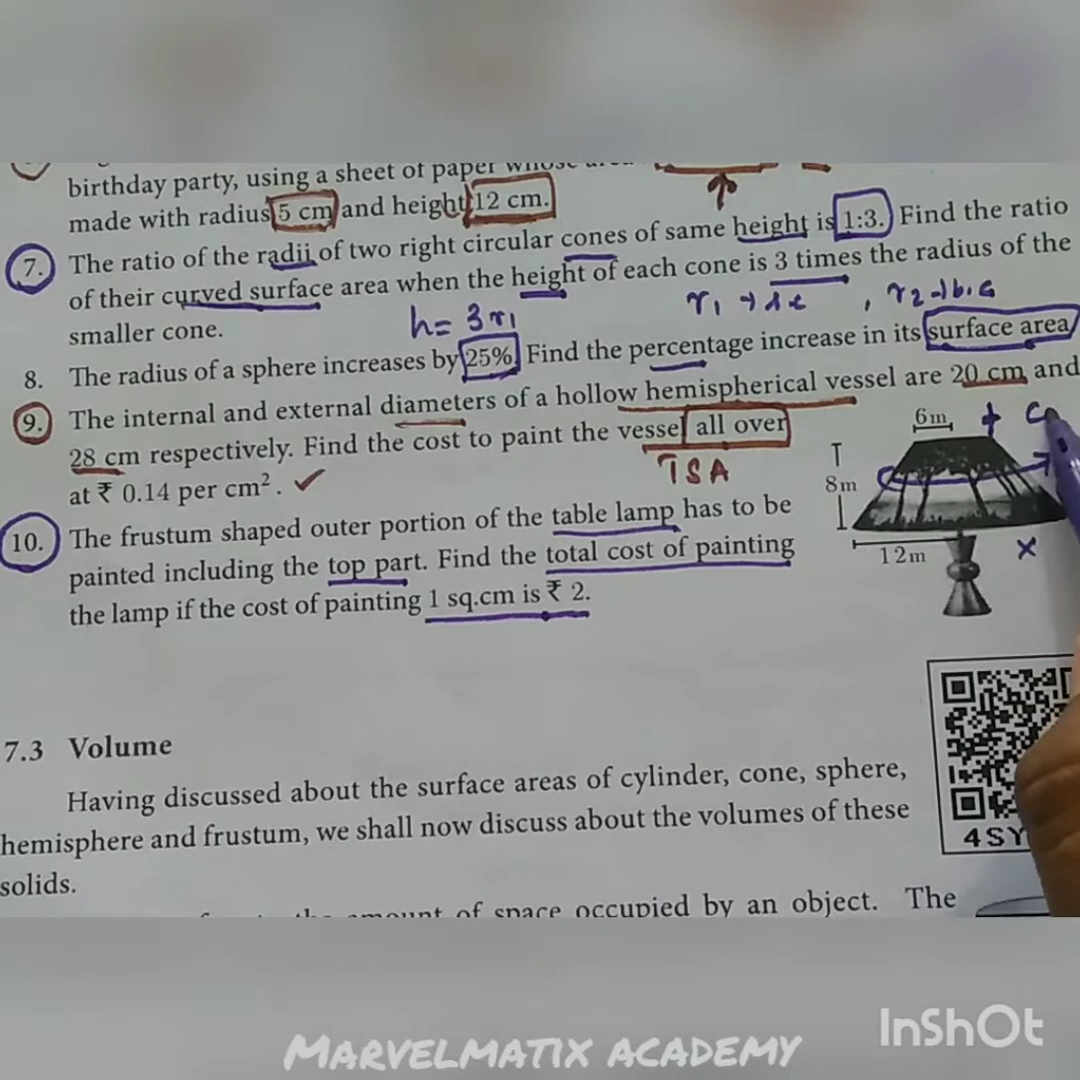 birthday party, using a sheet of paper whose
made with radius 5 cm and height 12 cm.
7. The ratio of the radii of two right circular cones of same height is 1:3. Find the ratio
of their curved surface area when the height of each cone is 3 times the radius of the
smaller cone.
h= 3r1
8. The radius of a sphere increases by 25%. Find the percentage increase in its surface area
9. The internal and external diameters of a hollow hemispherical vessel are 20 cm and
28 cm respectively. Find the cost to paint the vessel all over
at ₹ 0.14 per cm².
TSA
6m
8m
12m
10. The frustum shaped outer portion of the table lamp has to be
painted including the top part. Find the total cost of painting
the lamp if the cost of painting 1 sq.cm is ₹ 2.
7.3 Volume
Having discussed about the surface areas of cylinder, cone, sphere,
hemisphere and frustum, we shall now discuss about the volumes of these
solids.
amount of space occupied by an object. The
4SY
InShOt
MARVELMATIX ACADEMY